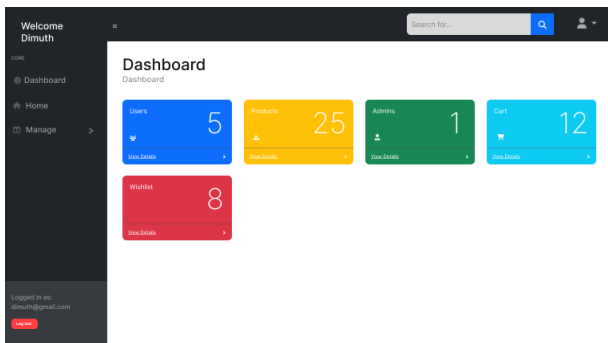 Welcome
Dimuth
Search for...
CORE
Dashboard
Home
Manage
Dashboard
Dashboard
Users
5
View Details
Products
25
View Details
Admins
1
View Details
Cart
12
View Details
Wishlist
8
View Details
Logged in as:
dimuth@gmail.com
Log Out